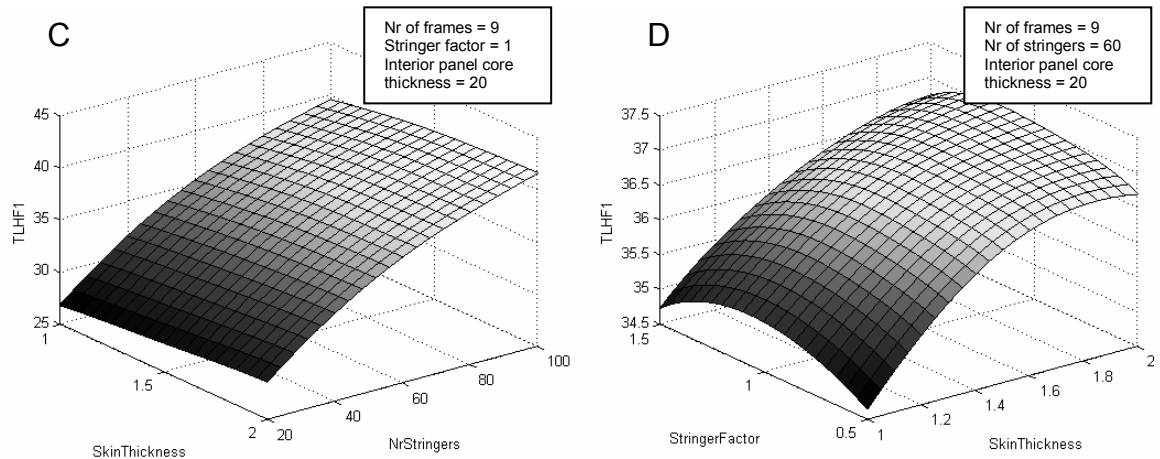 C
Nr of frames = 9
Stringer factor = 1
Interior panel core
thickness = 20
45
40
35
30
25
TLHF1
1
1.5
2
SkinThickness
20
40
60
80
100
NrStringers
D
Nr of frames = 9
Nr of stringers = 60
Interior panel core
thickness = 20
37.5
37
36.5
36
35.5
35
34.5
TLHF1
1.5
1
0.5
StringerFactor
1
1.2
1.4
1.6
1.8
2
SkinThickness